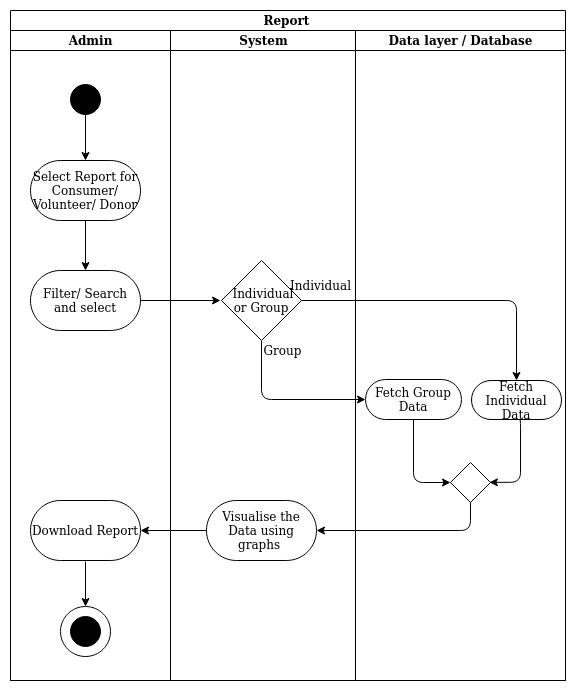 Report
Admin
System
Data layer / Database
Select Report for
Consumer/
Volunteer/ Donor
Filter/ Search
and select
Individual
or Group
Individual
Group
Fetch Group
Data
Fetch
Individual
Data
Download Report
Visualise the
Data using
graphs